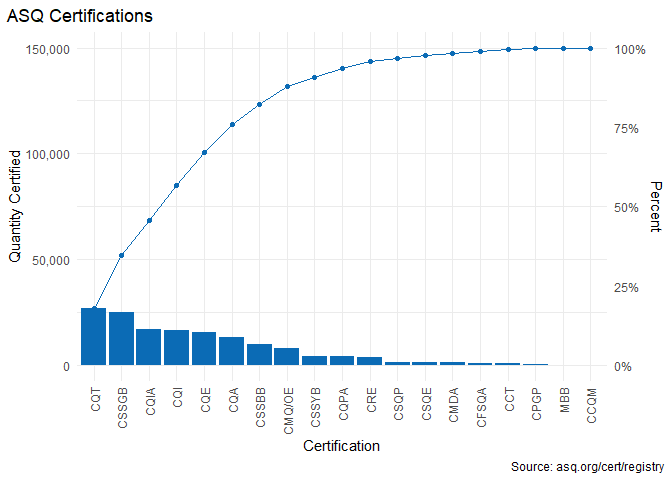 ASQ Certifications
150,000
100,000
50,000
0
Quantity Certified
100%
75%
50%
25%
0%
Percent
CQT
CSSGB
CQIA
CQI
CQE
CQA
CSSBB
CMQ/OE
CSSYB
CQPA
CRE
CSQP
CSQE
CMDA
CFSQA
CCT
CPGP
MBB
CCQM
Certification
Source: asq.org/cert/registry